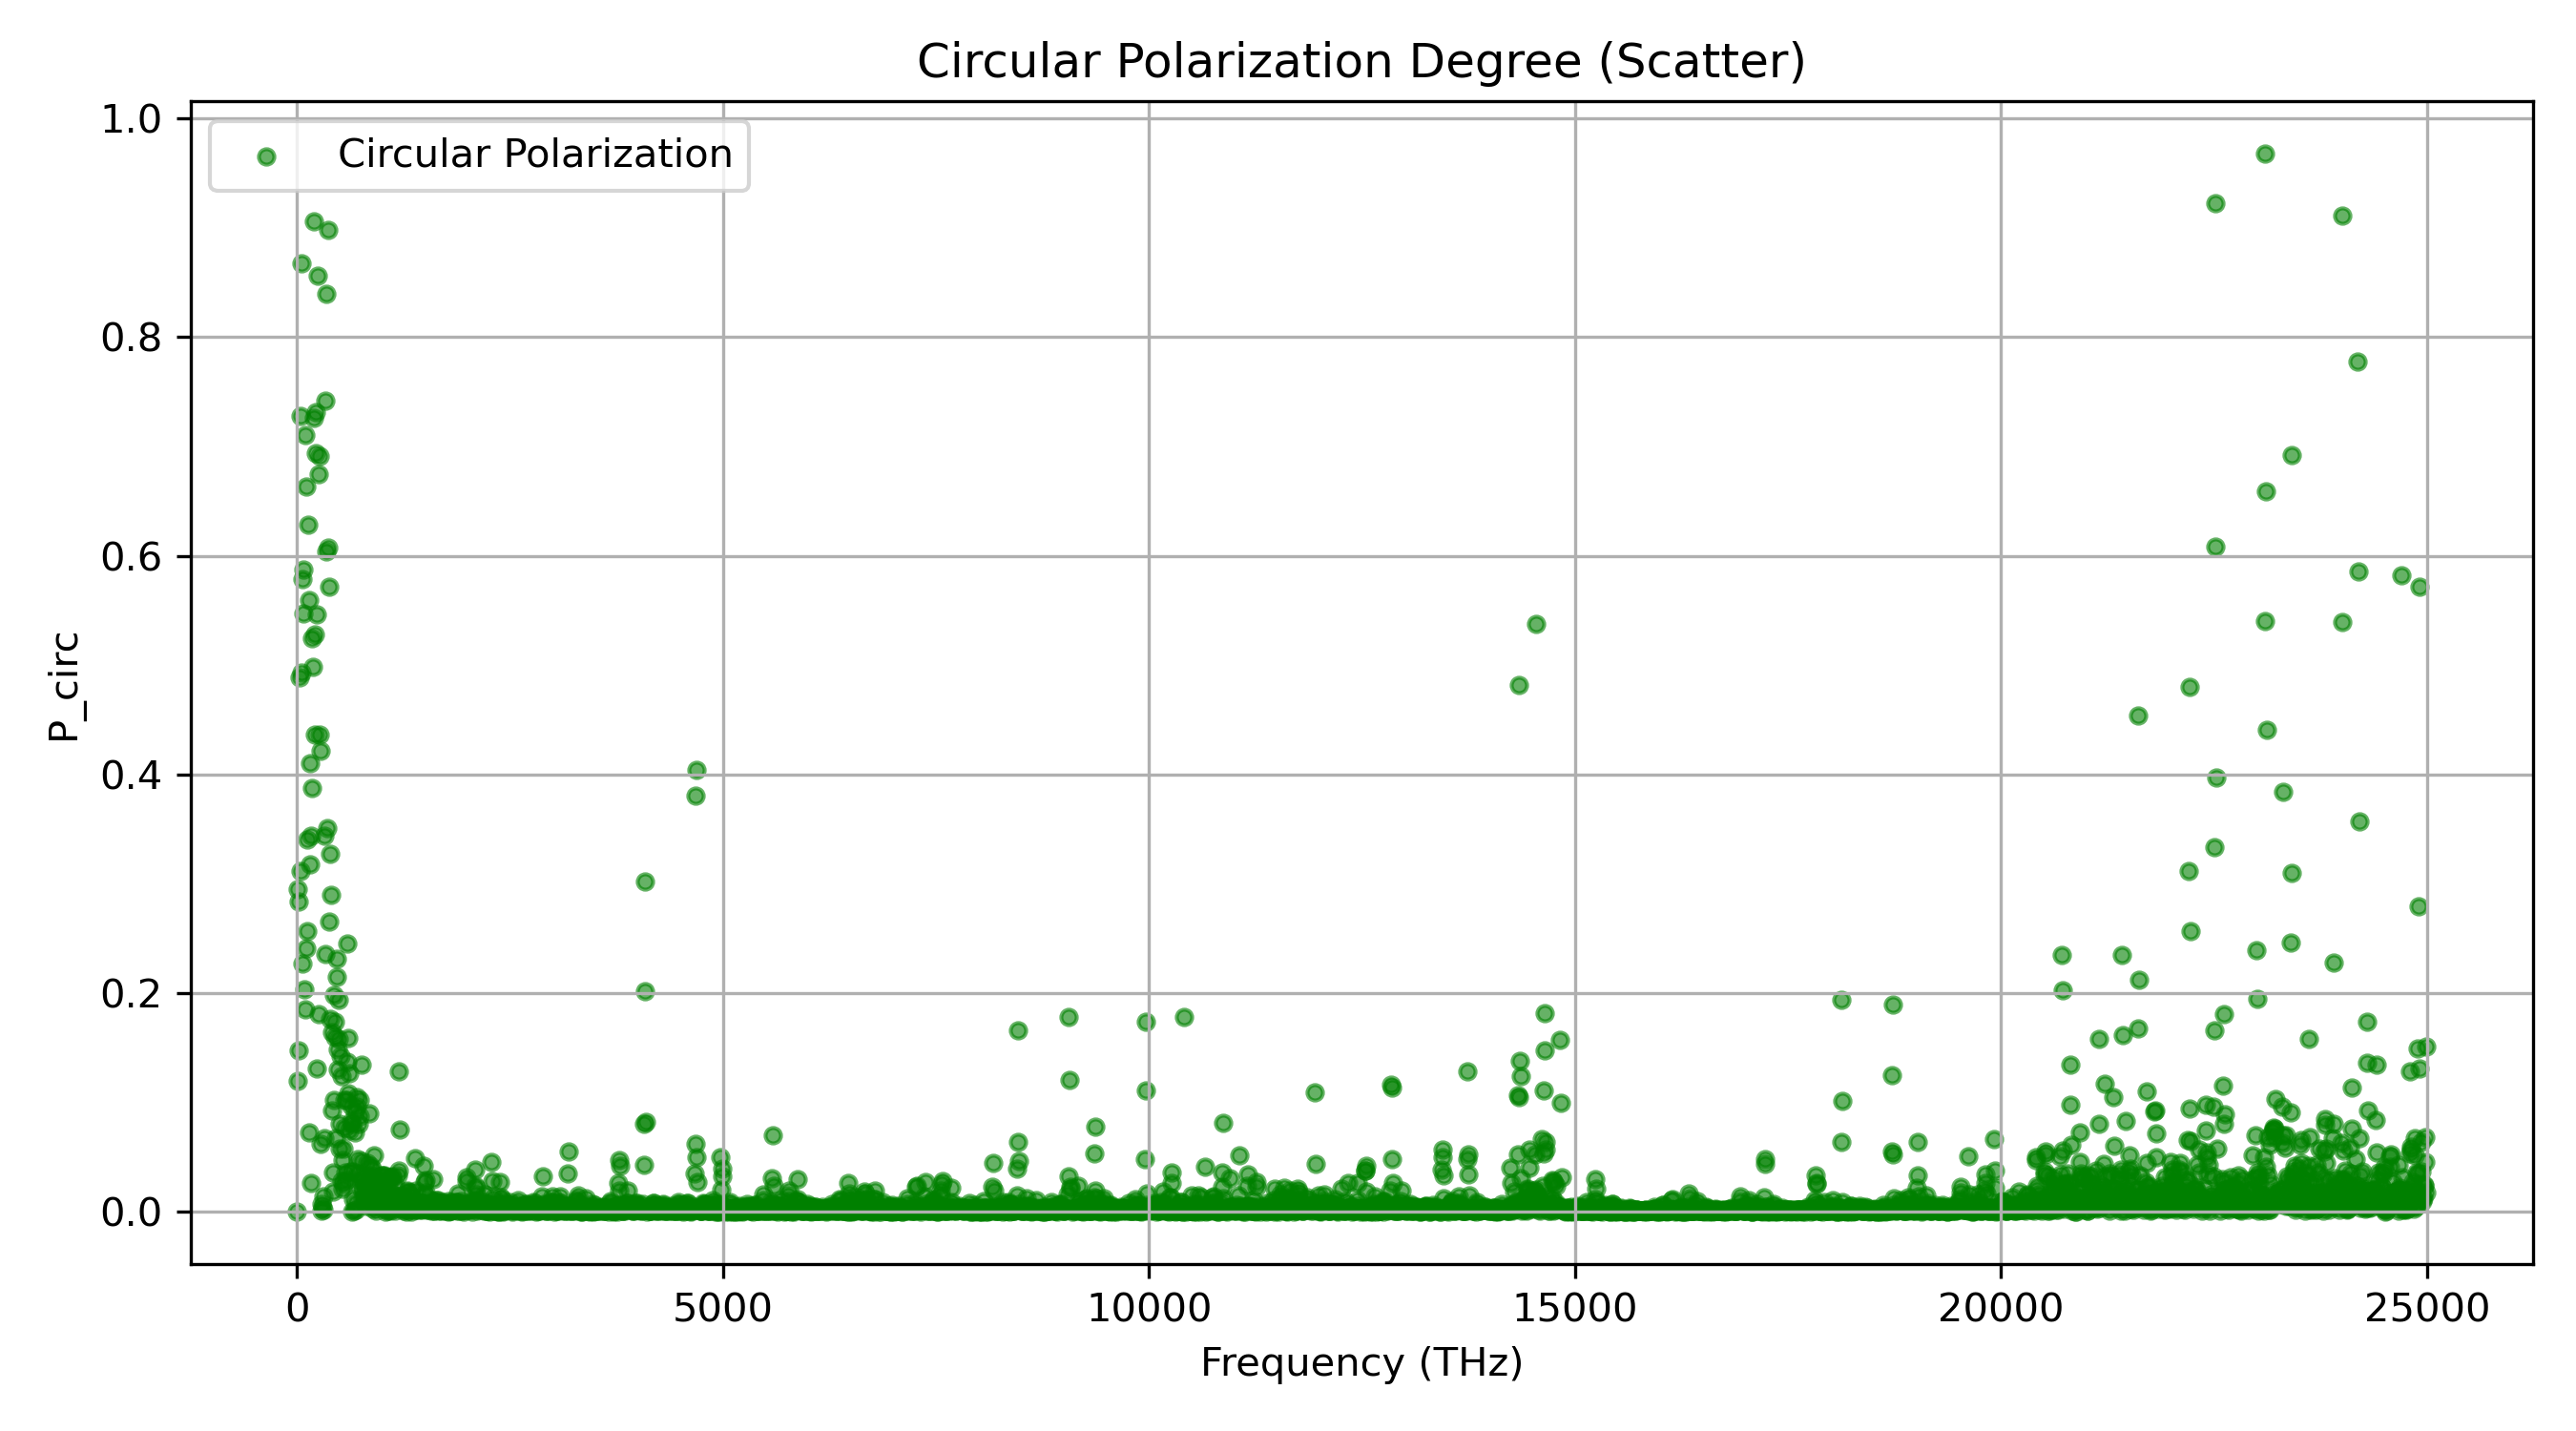 Circular Polarization Degree (Scatter)
Circular Polarization
1.0
0.8
0.6
0.4
0.2
0.0
P_circ
0 5000 10000 15000 20000 25000
Frequency (THz)